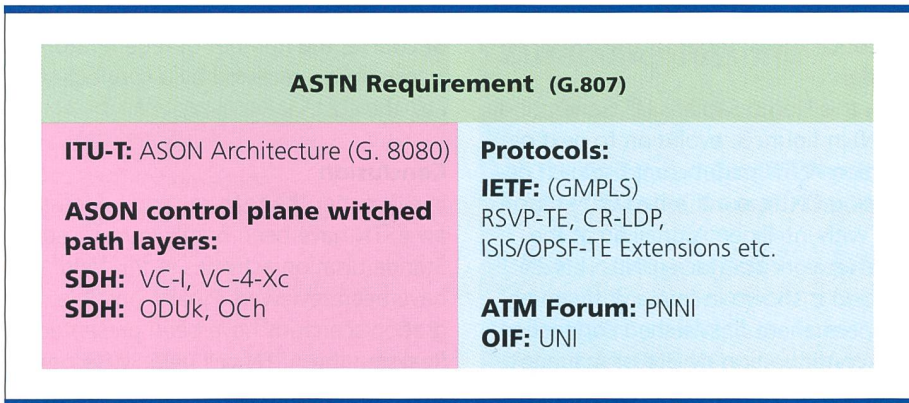 ASTN Requirement (G.807)
ITU-T: ASON Architecture (G. 8080)
ASON control plane witched
path layers:
SDH: VC-I, VC-4-Xc
SDH: ODUk, OCh
Protocols:
IETF: (GMPLS)
RSVP-TE, CR-LDP,
ISIS/OPSF-TE Extensions etc.
ATM Forum: PNNI
OIF: UNI